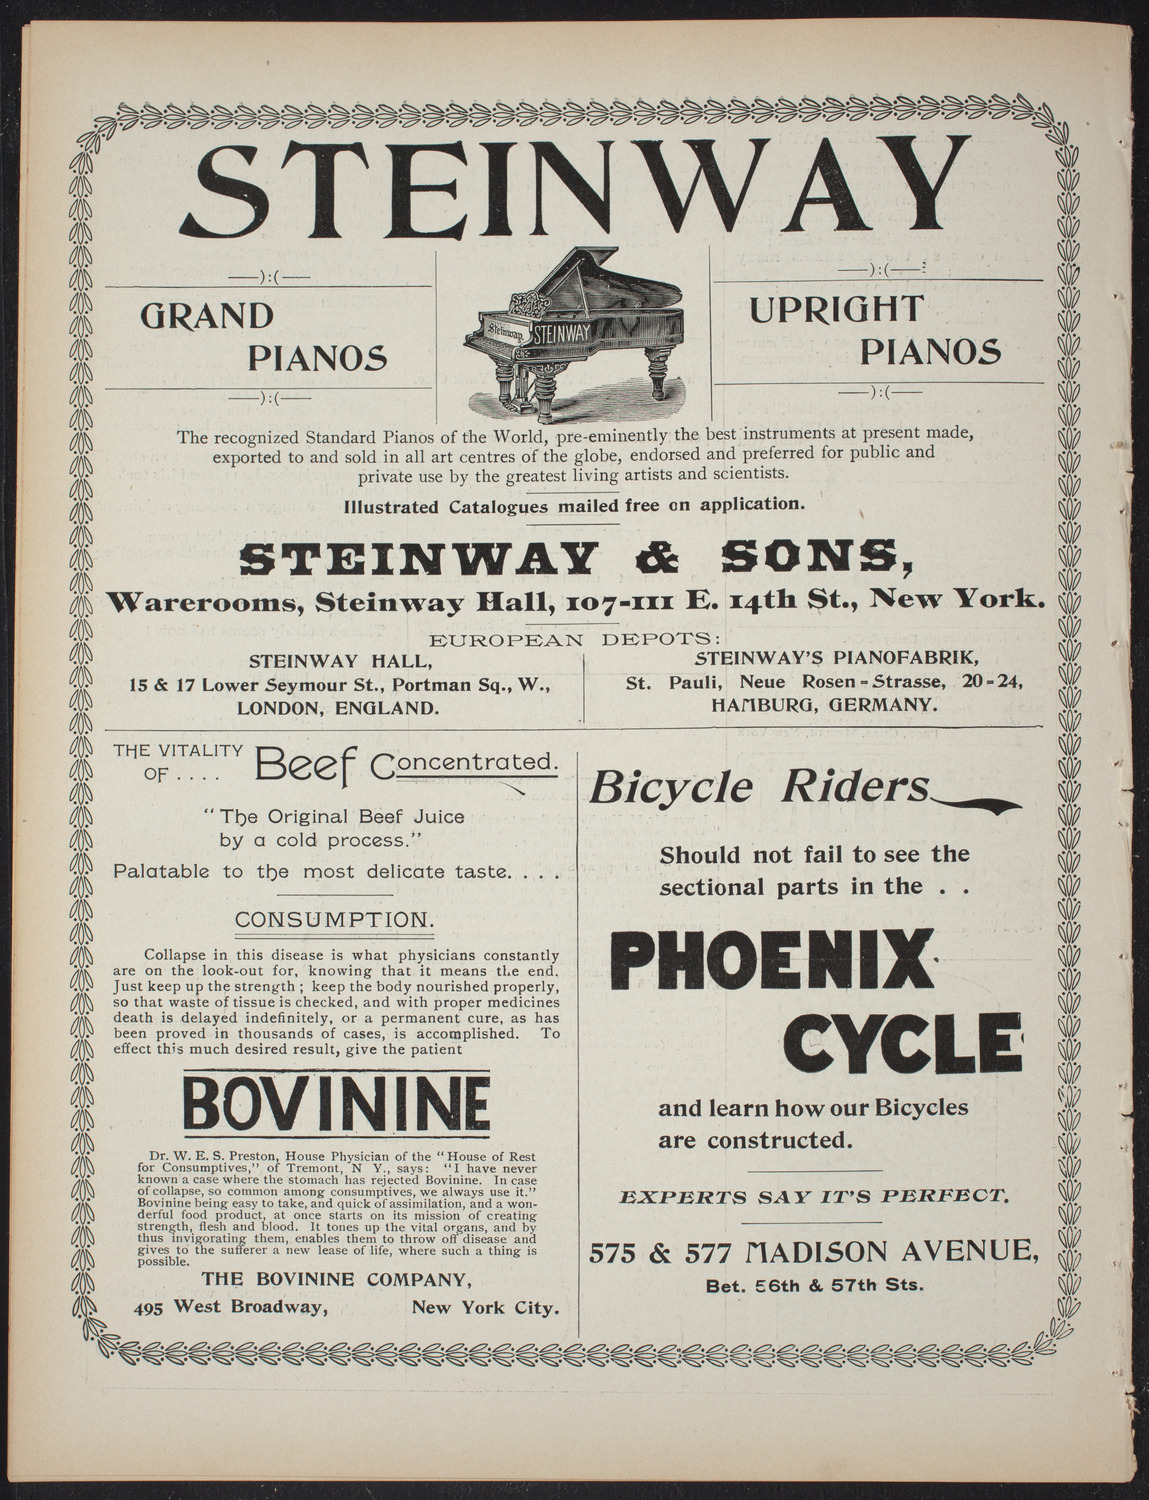 STEINWAY
—):(—
GRAND
PIANOS
—):(—
Steinway
STEINWAY
—):(—
UPRIGHT
PIANOS
—):(—
The recognized Standard Pianos of the World, pre-eminently the best instruments at present made,
exported to and sold in all art centres of the globe, endorsed and preferred for public and
private use by the greatest living artists and scientists.
Illustrated Catalogues mailed free on application.
STEINWAY & SONS,
Warerooms, Steinway Hall, 107-111 E. 14th St., New York.
EUROPEAN DEPOTS:
STEINWAY HALL,
15 & 17 Lower Seymour St., Portman Sq., W.,
LONDON, ENGLAND.
STEINWAY'S PIANOFABRIK,
St. Pauli, Neue Rosen-Strasse, 20-24,
HAMBURG, GERMANY.
THE VITALITY
OF . . . .
Beef Concentrated.
"The Original Beef Juice
by a cold process."
Palatable to the most delicate taste. . . .
CONSUMPTION.
Collapse in this disease is what physicians constantly
are on the look-out for, knowing that it means the end.
Just keep up the strength; keep the body nourished properly,
so that waste of tissue is checked, and with proper medicines
death is delayed indefinitely, or a permanent cure, as has
been proved in thousands of cases, is accomplished. To
effect this much desired result, give the patient
BOVININE
Dr. W. E. S. Preston, House Physician of the "House of Rest
for Consumptives," of Tremont, N Y., says: "I have never
known a case where the stomach has rejected Bovinine. In case
of collapse, so common among consumptives, we always use it."
Bovinine being easy to take, and quick of assimilation, and a won-
derful food product, at once starts on its mission of creating
strength, flesh and blood. It tones up the vital organs, and by
thus invigorating them, enables them to throw off disease and
gives to the sufferer a new lease of life, where such a thing is
possible.
THE BOVININE COMPANY,
495 West Broadway, New York City.
Bicycle Riders
Should not fail to see the
sectional parts in the . .
PHOENIX
CYCLE
and learn how our Bicycles
are constructed.
EXPERTS SAY IT'S PERFECT.
575 & 577 MADISON AVENUE,
Bet. 56th & 57th Sts.